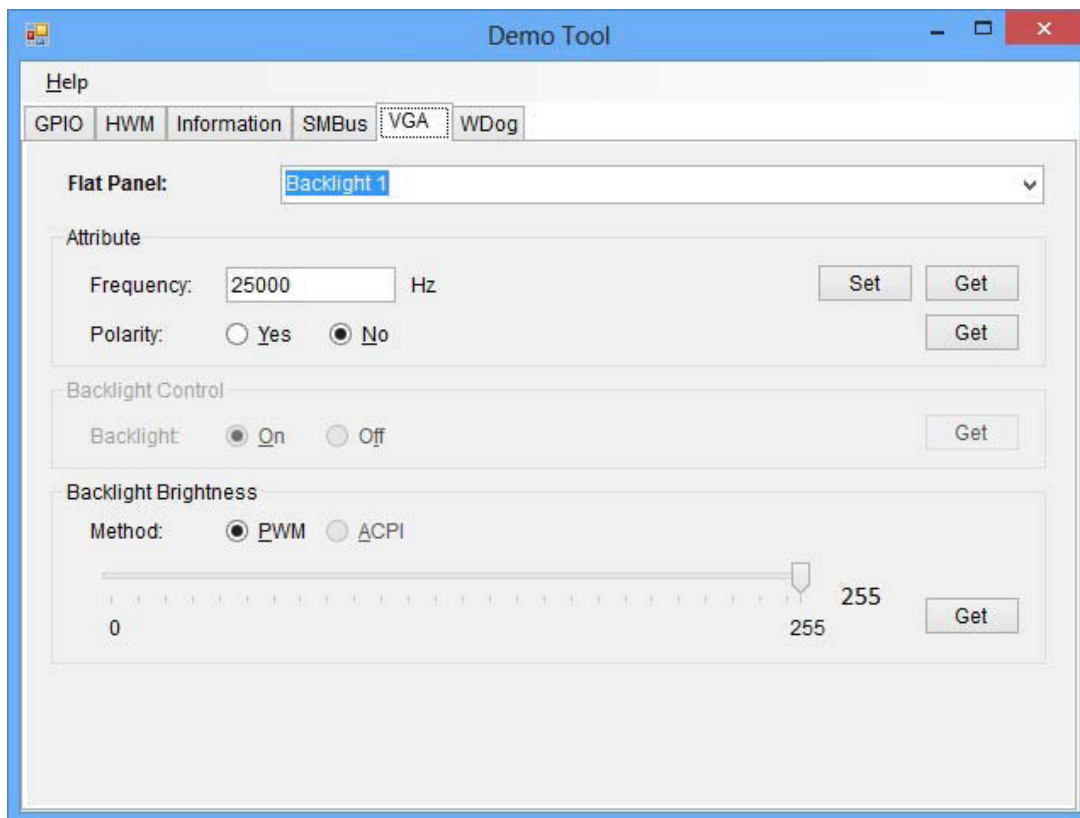 Demo Tool
Help
GPIO HWM Information SMBus VGA WDog
Flat Panel: Backlight 1
Attribute
Frequency: 25000 Hz Set Get
Polarity: Yes No Get
Backlight Control
Backlight: On Off Get
Backlight Brightness
Method: PWM ACPI
255
0 255 Get